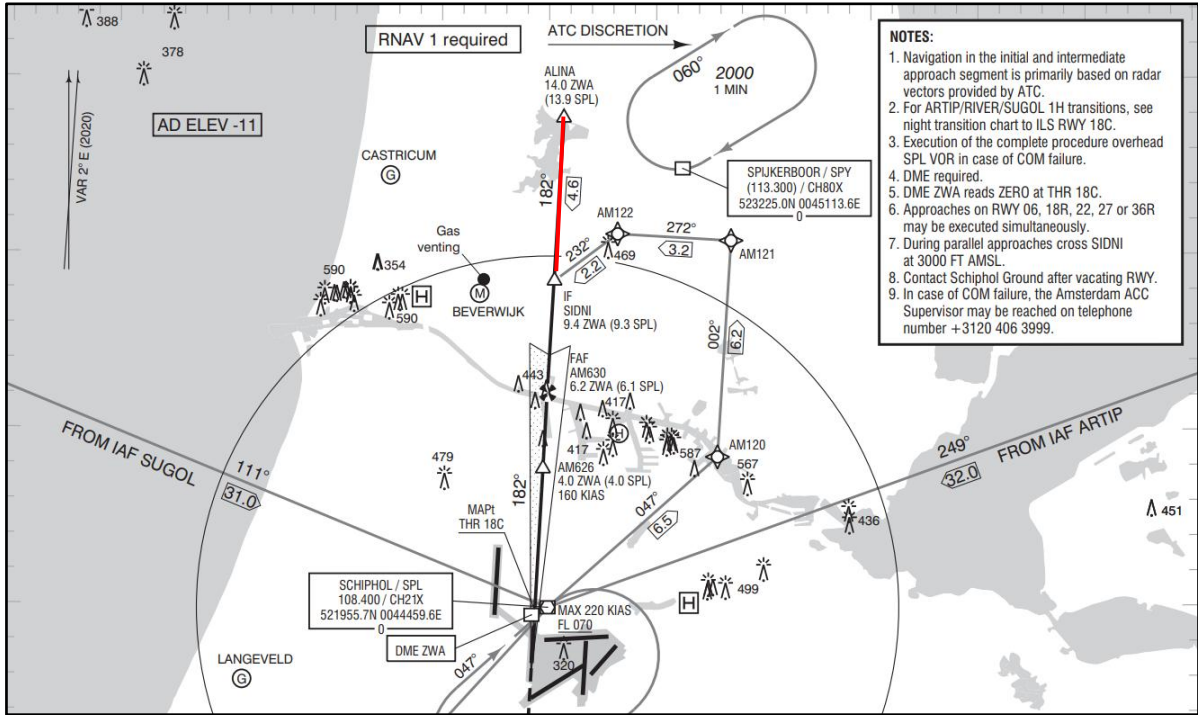 388
378
VAR 2° E (2020)
RNAV 1 required
AD ELEV -11
ATC DISCRETION
060°
2000
1 MIN
ALINA
14.0 ZWA
(13.9 SPL)
182°
4.6
CASTRICUM
G
SPIJKERBOOR / SPY
(113.300) / CH80X
523225.0N 0045113.6E
0
NOTES:
1. Navigation in the initial and intermediate
approach segment is primarily based on radar
vectors provided by ATC.
2. For ARTIP/RIVER/SUGOL 1H transitions, see
night transition chart to ILS RWY 18C.
3. Execution of the complete procedure overhead
SPL VOR in case of COM failure.
4. DME required.
5. DME ZWA reads ZERO at THR 18C.
6. Approaches on RWY 06, 18R, 22, 27 or 36R
may be executed simultaneously.
7. During parallel approaches cross SIDNI
at 3000 FT AMSL.
8. Contact Schiphol Ground after vacating RWY.
9. In case of COM failure, the Amsterdam ACC
Supervisor may be reached on telephone
number +3120 406 3999.
AM122
272°
3.2
AM121
232°
2.2
469
Gas
venting
M
BEVERWIJK
354
590
590
H
IF
SIDNI
9.4 ZWA (9.3 SPL)
002°
6.2
FAF
AM630
6.2 ZWA (6.1 SPL)
443
417
H
417
587
AM120
567
FROM IAF SUGOL
111°
31.0
479
182°
AM626
4.0 ZWA (4.0 SPL)
160 KIAS
047°
6.5
249°
FROM IAF ARTIP
32.0
436
451
MAPt
THR 18C
SCHIPHOL / SPL
108.400 / CH21X
521955.7N 0044459.6E
0
DME ZWA
MAX 220 KIAS
FL 070
H
499
320
047°
LANGEVELD
G